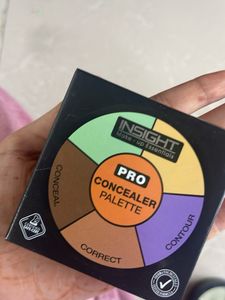 INSIGHT
Make-up Essentials
PRO
CONCEALER
PALETTE
CONCEAL
CORRECT
CONTOUR